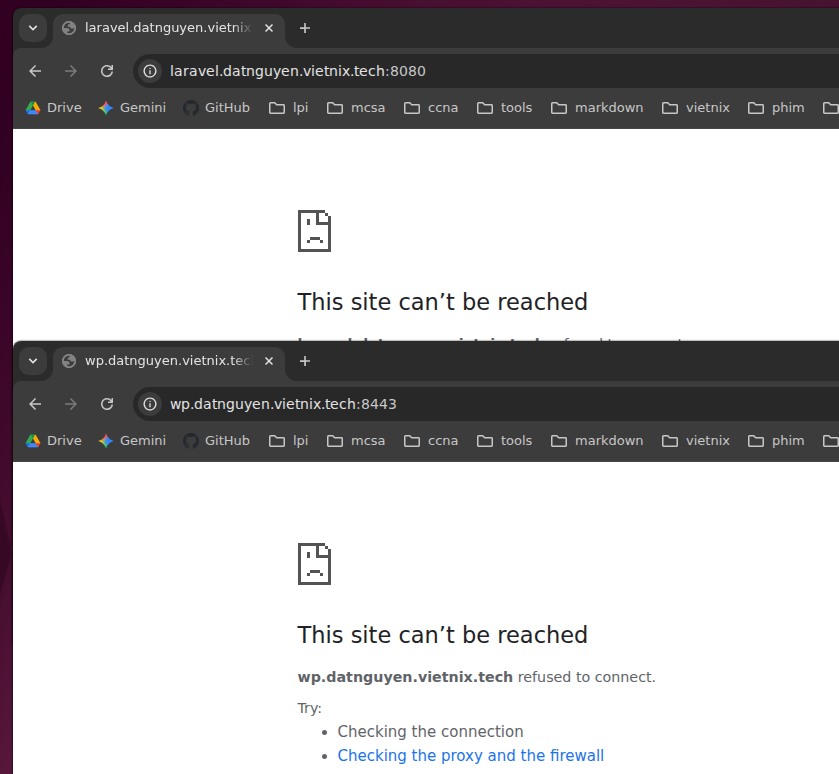 laravel.datnguyen.vietnix
laravel.datnguyen.vietnix.tech:8080
Drive Gemini GitHub lpi mcsa ccna tools markdown vietnix phim
This site can’t be reached
wp.datnguyen.vietnix.tec
wp.datnguyen.vietnix.tech:8443
Drive Gemini GitHub lpi mcsa ccna tools markdown vietnix phim
This site can’t be reached
wp.datnguyen.vietnix.tech refused to connect.
Try:
• Checking the connection
• Checking the proxy and the firewall